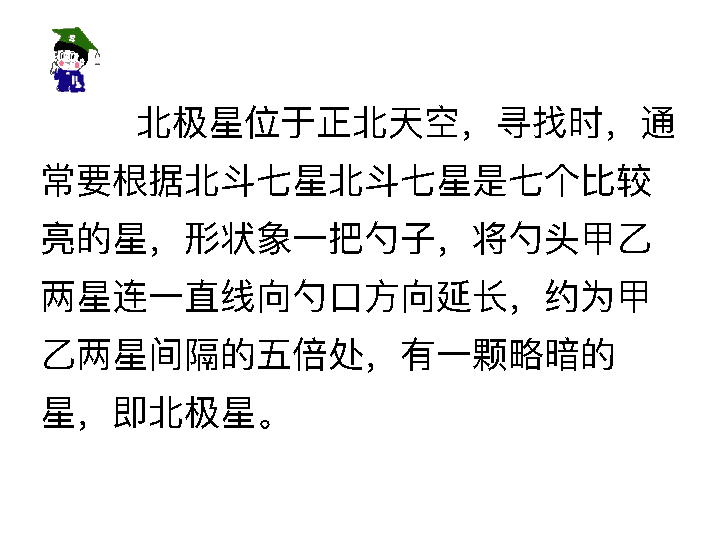 北极星位于正北天空，寻找时，通
常要根据北斗七星北斗七星是七个比较
亮的星，形状象一把勺子，将勺头甲乙
两星连一直线向勺口方向延长，约为甲
乙两星间隔的五倍处，有一颗略暗的
星，即北极星。